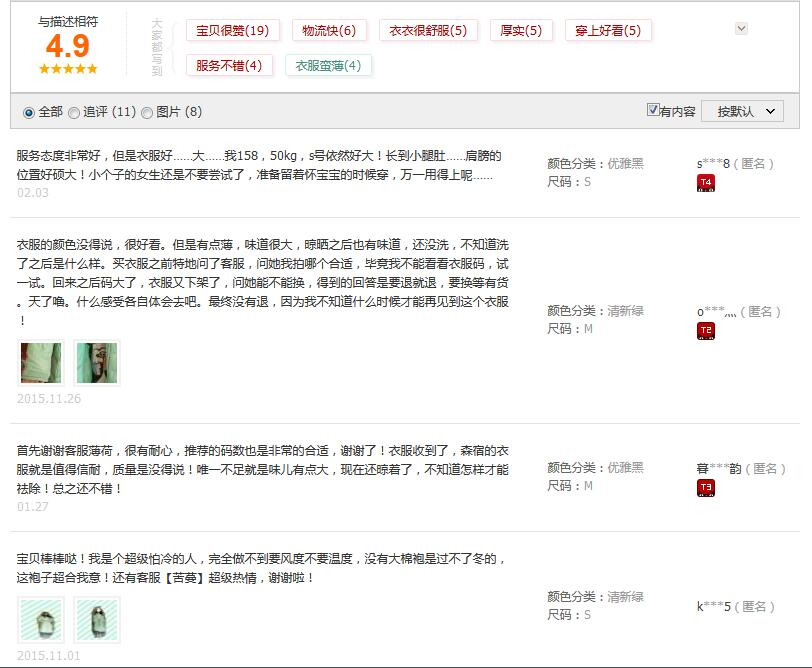 与描述相符
4.9
大家都写到
宝贝很赞(19)
物流快(6)
衣衣很舒服(5)
厚实(5)
穿上好看(5)
服务不错(4)
衣服蛮薄(4)
全部 追评 (11) 图片 (8)
有内容 按默认
服务态度非常好，但是衣服好……大……我158，50kg，s号依然好大！长到小腿肚……肩膀的
位置好硕大！小个子的女生还是不要尝试了，准备留着怀宝宝的时候穿，万一用得上呢……
02.03
颜色分类：优雅黑
尺码：S
s***8（匿名）
T4
衣服的颜色没得说，很好看。但是有点薄，味道很大，晾晒之后也有味道，还没洗，不知道洗
了之后是什么样。买衣服之前特地问了客服，问她我拍哪个合适，毕竟我不能看看衣服码，试
一试。回来之后码大了，衣服又下架了，问她能不能换，得到的回答是要退就退，要换等有货
。天了噜。什么感受各自体会去吧。最终没有退，因为我不知道什么时候才能再见到这个衣服
！
2015.11.26
颜色分类：清新绿
尺码：M
o***灬（匿名）
T2
首先谢谢客服薄荷，很有耐心，推荐的码数也是非常的合适，谢谢了！衣服收到了，森宿的衣
服就是值得信耐，质量是没得说！唯一不足就是味儿有点大，现在还晾着了，不知道怎样才能
祛除！总之还不错！
01.27
颜色分类：优雅黑
尺码：M
暮***韵（匿名）
T3
宝贝棒棒哒！我是个超级怕冷的人，完全做不到要风度不要温度，没有大棉袍是过不了冬的，
这袍子超合我意！还有客服【苦荬】超级热情，谢谢啦！
2015.11.01
颜色分类：清新绿
尺码：S
k***5（匿名）